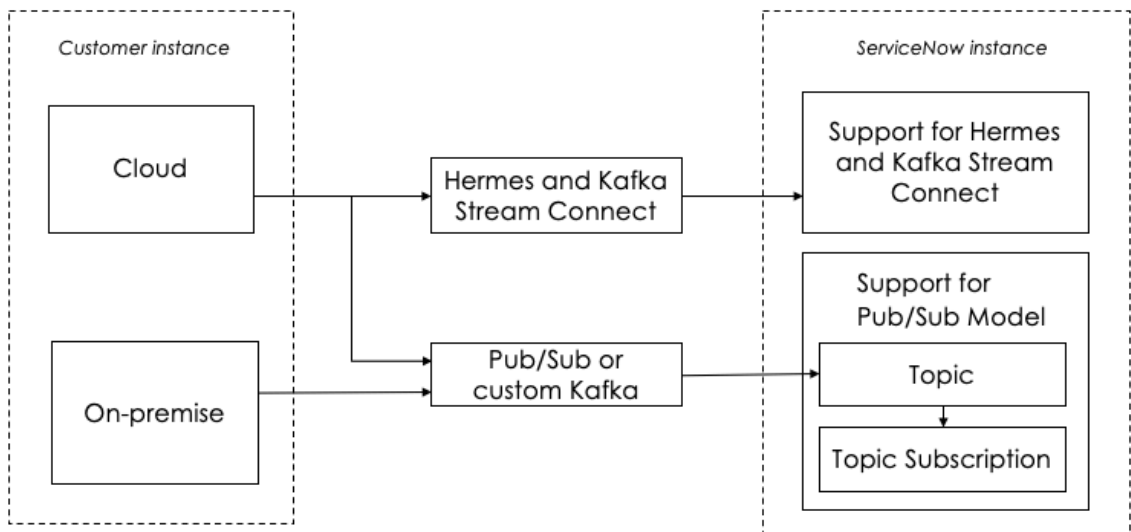 Customer instance
ServiceNow instance
Cloud
Hermes and Kafka
Stream Connect
Support for Hermes
and Kafka Stream
Connect
On-premise
Pub/Sub or
custom Kafka
Support for
Pub/Sub Model
Topic
Topic Subscription